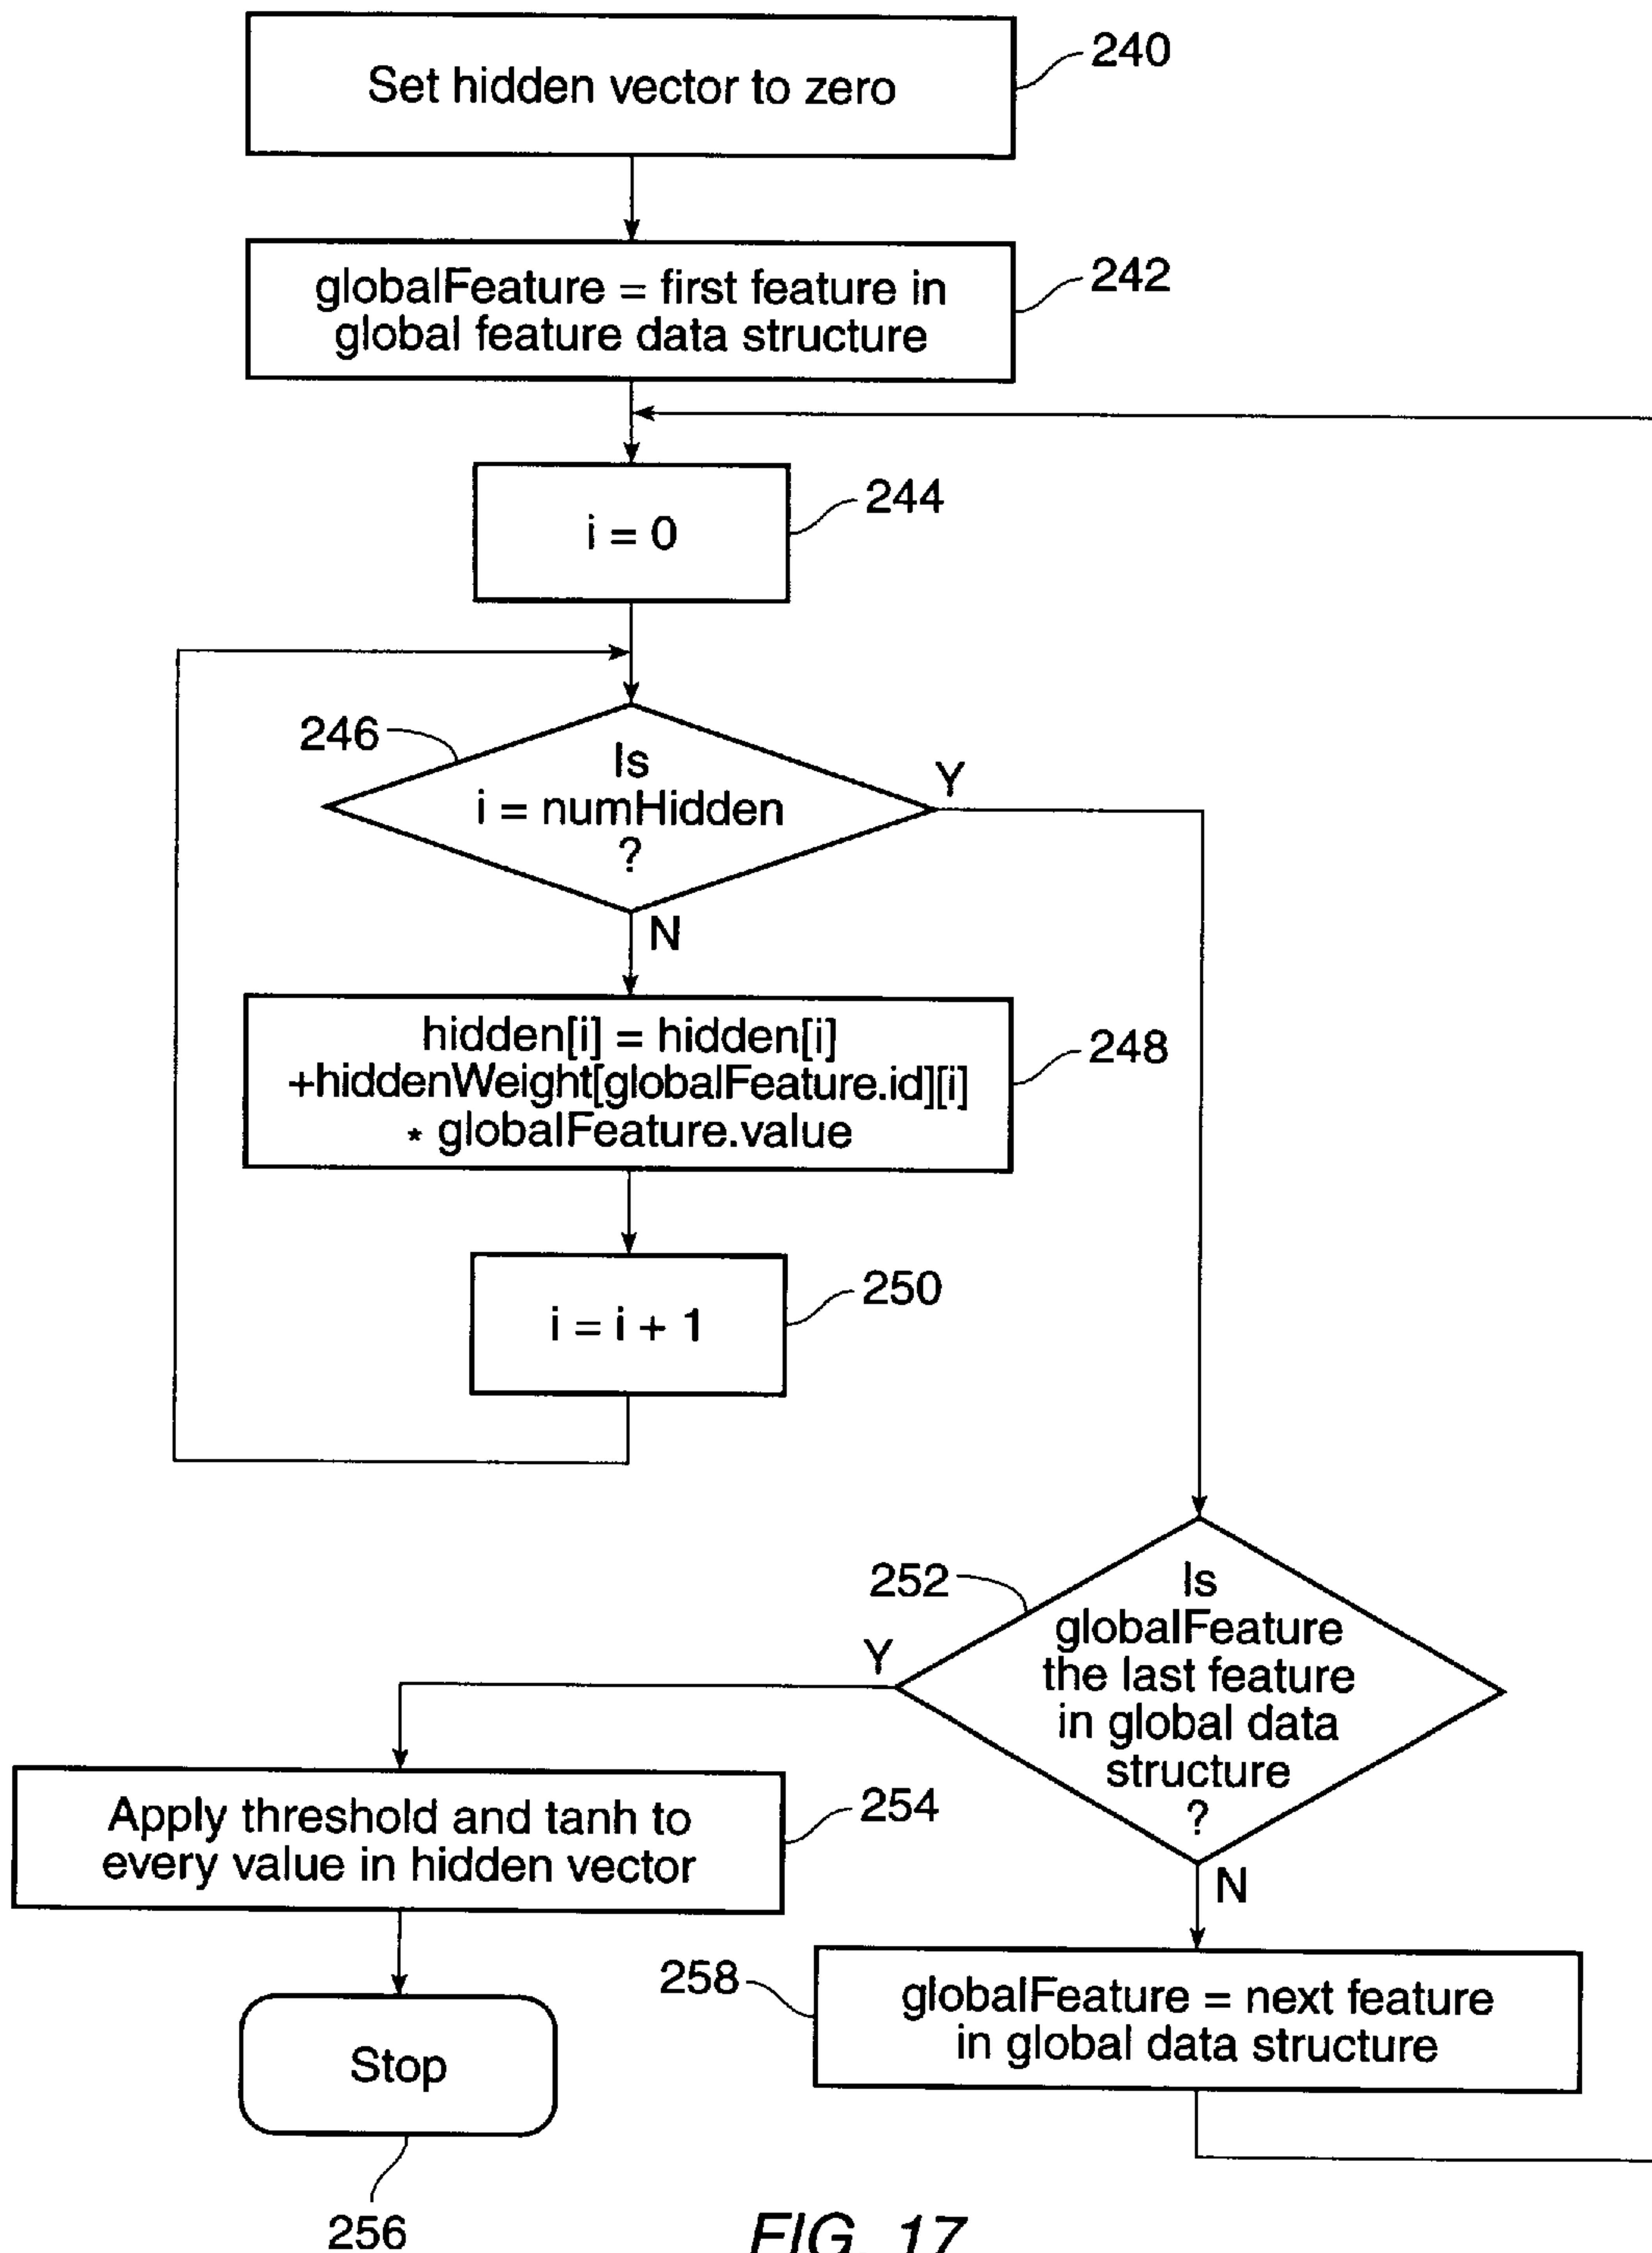 Set hidden vector to zero
240
globalFeature = first feature in
global feature data structure
242
i = 0
244
246
Is
i = numHidden
?
Y
N
hidden[i] = hidden[i]
+hiddenWeight[globalFeature.id][i]
* globalFeature.value
248
i = i + 1
250
252
Is
globalFeature
the last feature
in global data
structure
?
Y
N
Apply threshold and tanh to
every value in hidden vector
254
Stop
256
258
globalFeature = next feature
in global data structure
FIG. 17